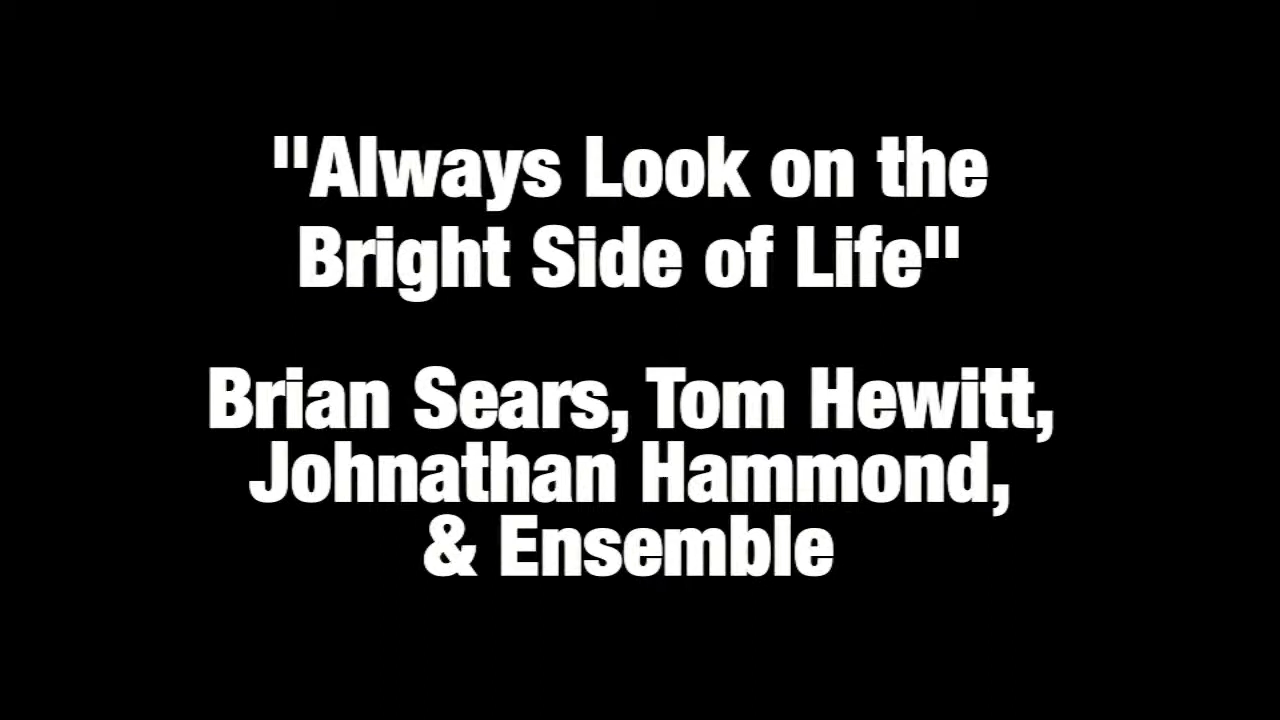 "Always Look on the
Bright Side of Life"
Brian Sears, Tom Hewitt,
Johnathan Hammond,
& Ensemble